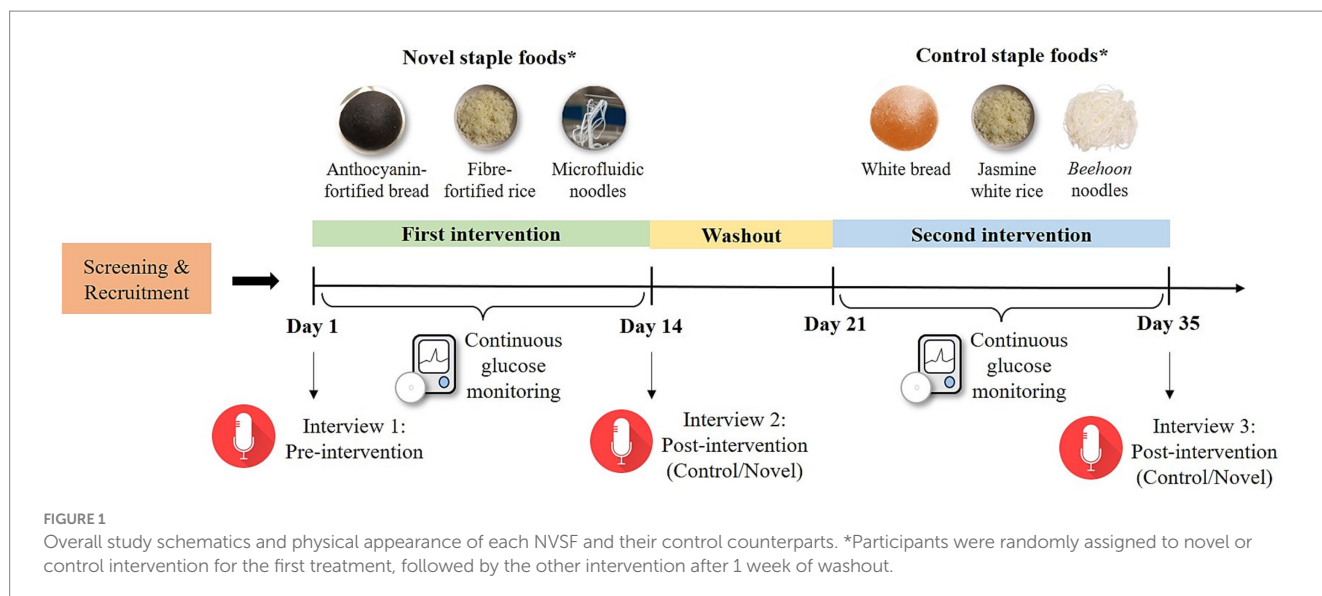 Novel staple foods*
Control staple foods*
Anthocyanin-
fortified bread
Fibre-
fortified rice
Microfluidic
noodles
White bread
Jasmine
white rice
Beehoon
noodles
First intervention
Washout
Second intervention
Screening &
Recruitment
Day 1
Day 14
Day 21
Day 35
Continuous
glucose
monitoring
Continuous
glucose
monitoring
Interview 1:
Pre-intervention
Interview 2:
Post-intervention
(Control/Novel)
Interview 3:
Post-intervention
(Control/Novel)
FIGURE 1
Overall study schematics and physical appearance of each NVSF and their control counterparts. *Participants were randomly assigned to novel or
control intervention for the first treatment, followed by the other intervention after 1 week of washout.